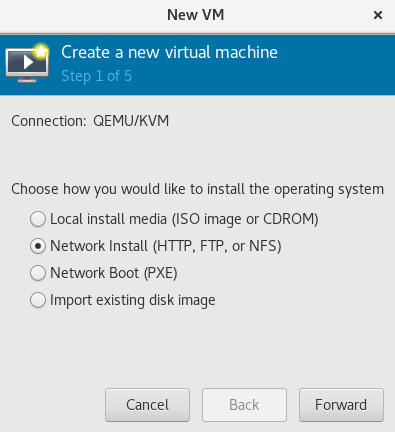 New VM
Create a new virtual machine
Step 1 of 5
Connection: QEMU/KVM
Choose how you would like to install the operating system
Local install media (ISO image or CDROM)
Network Install (HTTP, FTP, or NFS)
Network Boot (PXE)
Import existing disk image
Cancel Back Forward